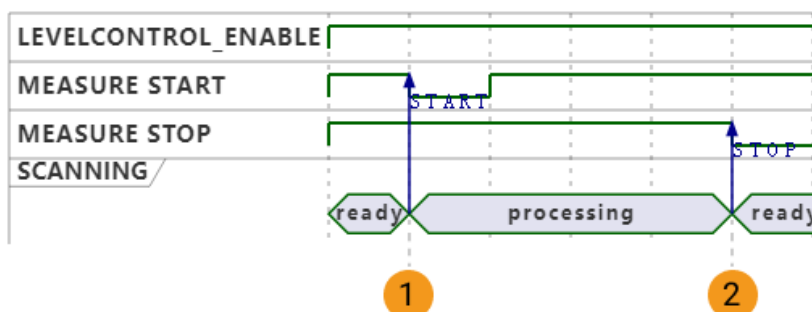 LEVELCONTROL_ENABLE
MEASURE START
START
MEASURE STOP
STOP
SCANNING
ready processing ready
1 2